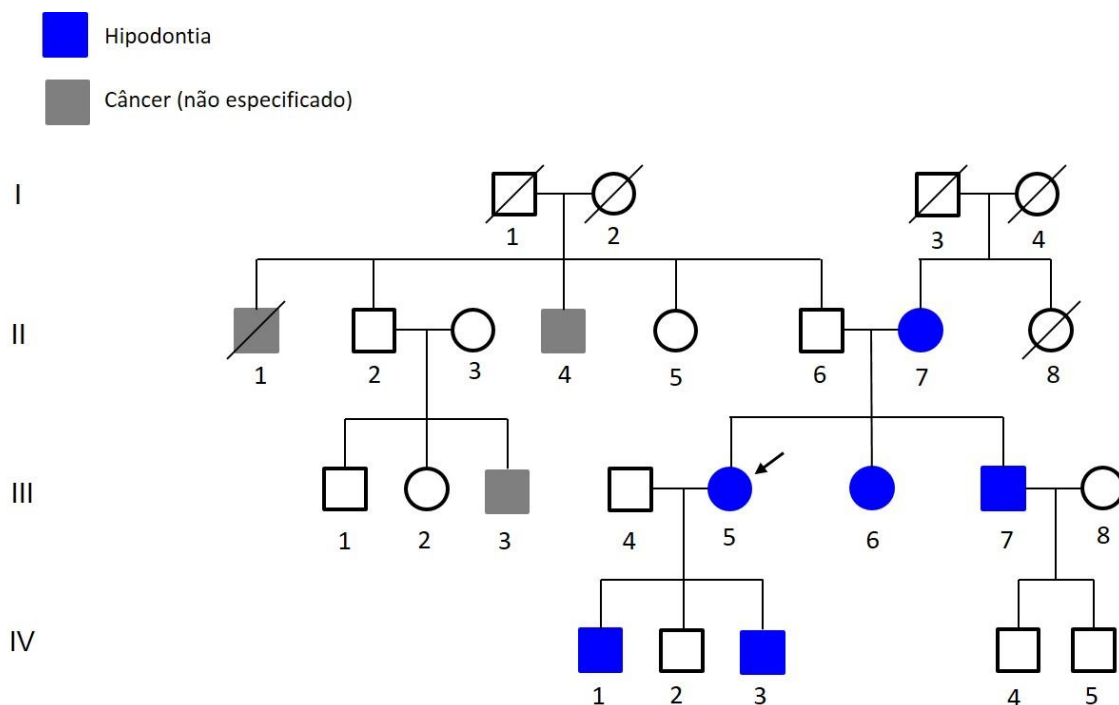 Hipodontia
Câncer (não especificado)
I
1 2 3 4
II
1 2 3 4 5 6 7 8
III
1 2 3 4 5 6 7 8
IV
1 2 3 4 5